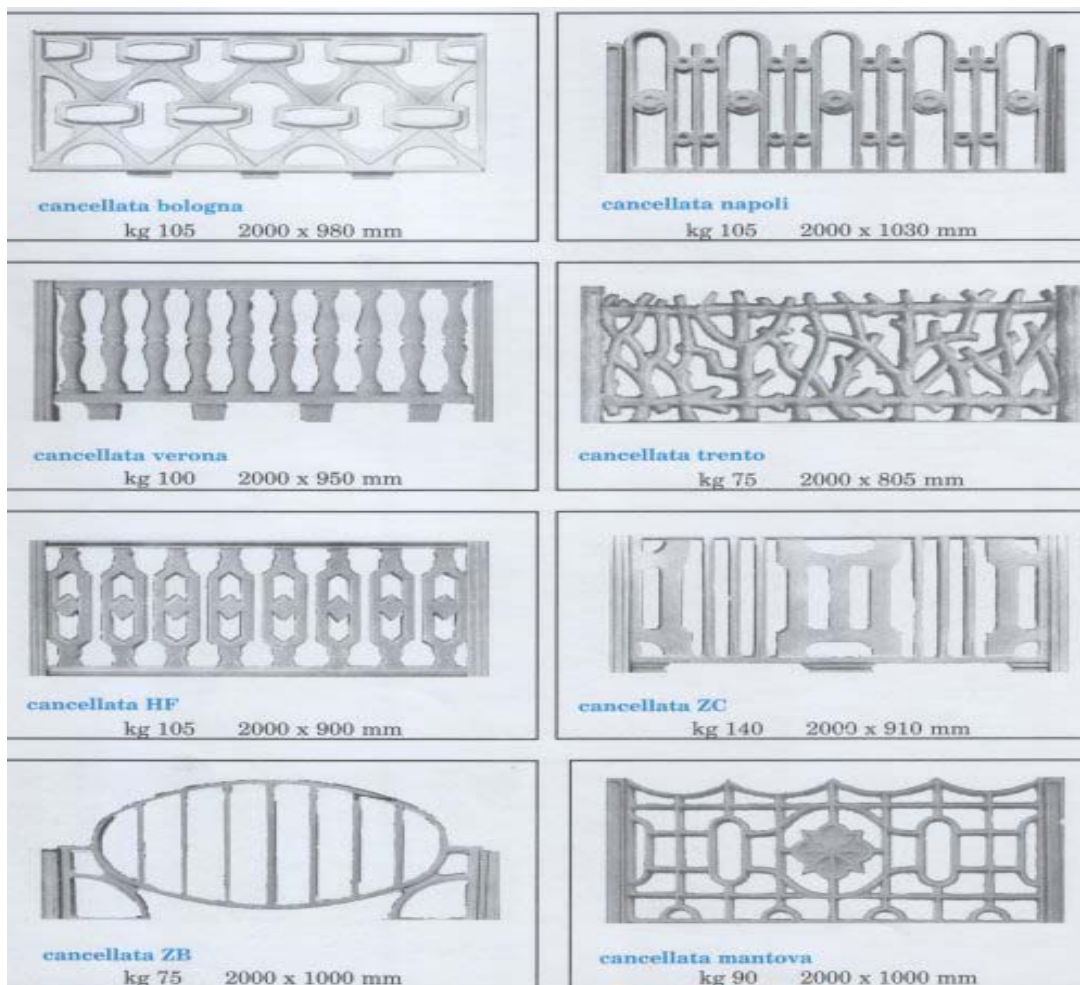 cancellata bologna
kg 105 2000 x 980 mm
cancellata napoli
kg 105 2000 x 1030 mm
cancellata verona
kg 100 2000 x 950 mm
cancellata trento
kg 75 2000 x 805 mm
cancellata HF
kg 105 2000 x 900 mm
cancellata ZC
kg 140 2000 x 910 mm
cancellata ZB
kg 75 2000 x 1000 mm
cancellata mantova
kg 90 2000 x 1000 mm